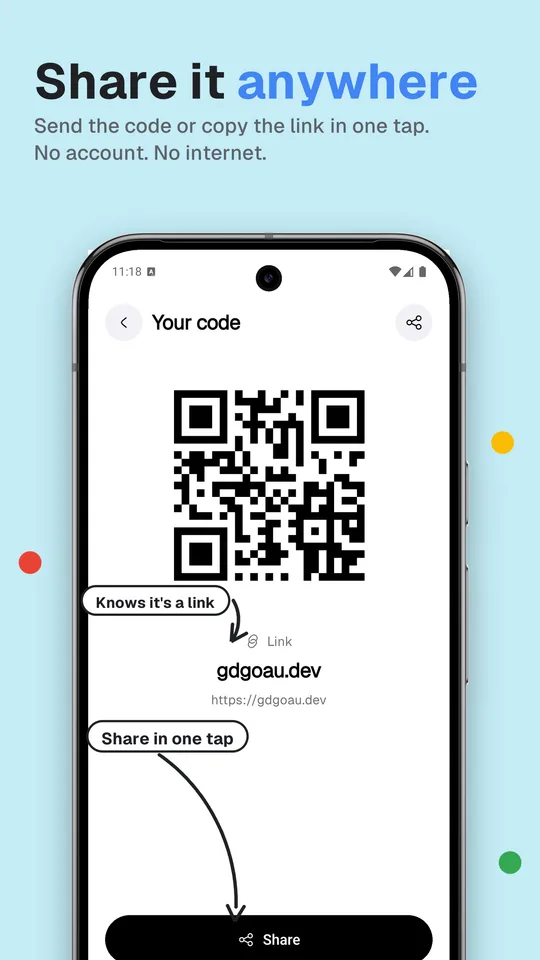 Share it anywhere
Send the code or copy the link in one tap.
No account. No internet.
11:18 A
Your code
Knows it's a link
Link
gdgoau.dev
https://gdgoau.dev
Share in one tap
Share